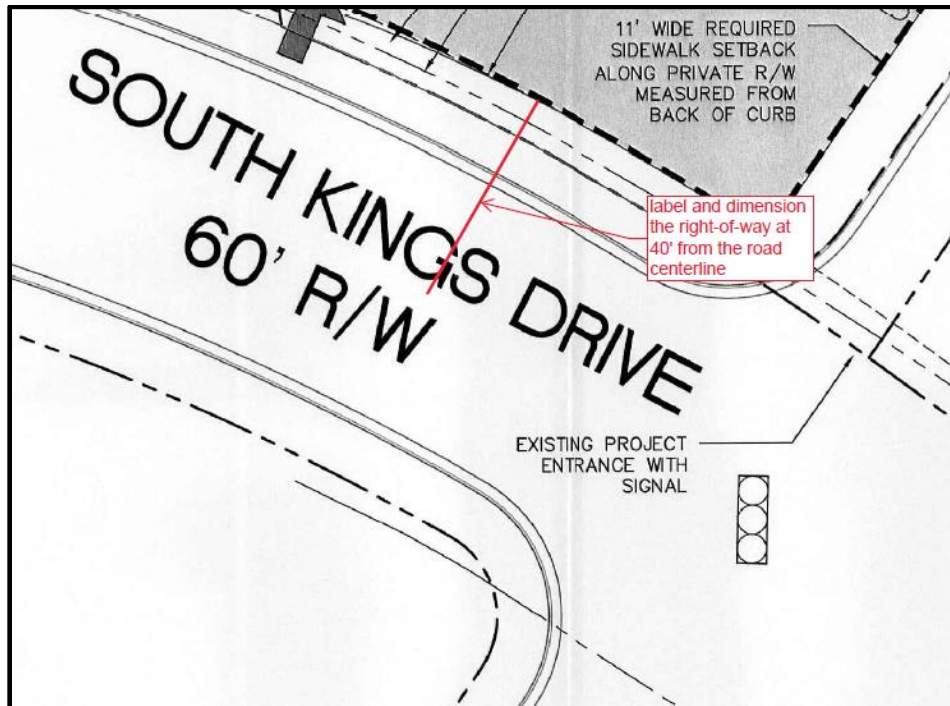 11' WIDE REQUIRED
SIDEWALK SETBACK
ALONG PRIVATE R/W
MEASURED FROM
BACK OF CURB
SOUTH KINGS DRIVE
60' R/W
label and dimension
the right-of-way at
40' from the road
centerline
EXISTING PROJECT
ENTRANCE WITH
SIGNAL